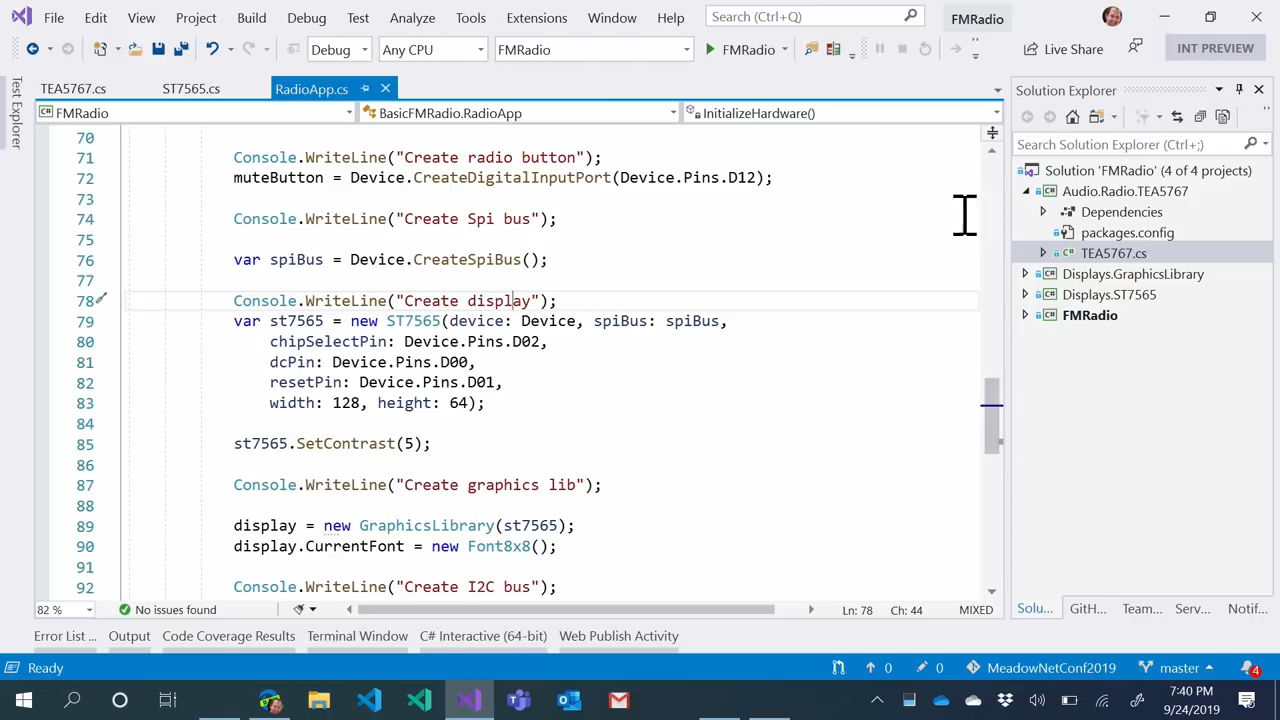 File Edit View Project Build Debug Test Analyze Tools Extensions Window Help Search (Ctrl+Q) FMRadio
Debug Any CPU FMRadio FMRadio Live Share INT PREVIEW
Test Explorer
TEA5767.cs ST7565.cs RadioApp.cs
FMRadio BasicFMRadio.RadioApp InitializeHardware()
70
71 Console.WriteLine("Create radio button");
72 muteButton = Device.CreateDigitalInputPort(Device.Pins.D12);
73
74 Console.WriteLine("Create Spi bus");
75
76 var spiBus = Device.CreateSpiBus();
77
78 Console.WriteLine("Create display");
79 var st7565 = new ST7565(device: Device, spiBus: spiBus,
80 chipSelectPin: Device.Pins.D02,
81 dcPin: Device.Pins.D00,
82 resetPin: Device.Pins.D01,
83 width: 128, height: 64);
84
85 st7565.SetContrast(5);
86
87 Console.WriteLine("Create graphics lib");
88
89 display = new GraphicsLibrary(st7565);
90 display.CurrentFont = new Font8x8();
91
92 Console.WriteLine("Create I2C bus");
82 % No issues found Ln: 78 Ch: 44 MIXED
Solution Explorer
Search Solution Explorer (Ctrl+;)
Solution 'FMRadio' (4 of 4 projects)
Audio.Radio.TEA5767
Dependencies
packages.config
TEA5767.cs
Displays.GraphicsLibrary
Displays.ST7565
FMRadio
Solu... GitH... Team... Serv... Notif...
Error List ... Output Code Coverage Results Terminal Window C# Interactive (64-bit) Web Publish Activity
Ready 0 0 MeadowNetConf2019 master 4
7:40 PM
9/24/2019